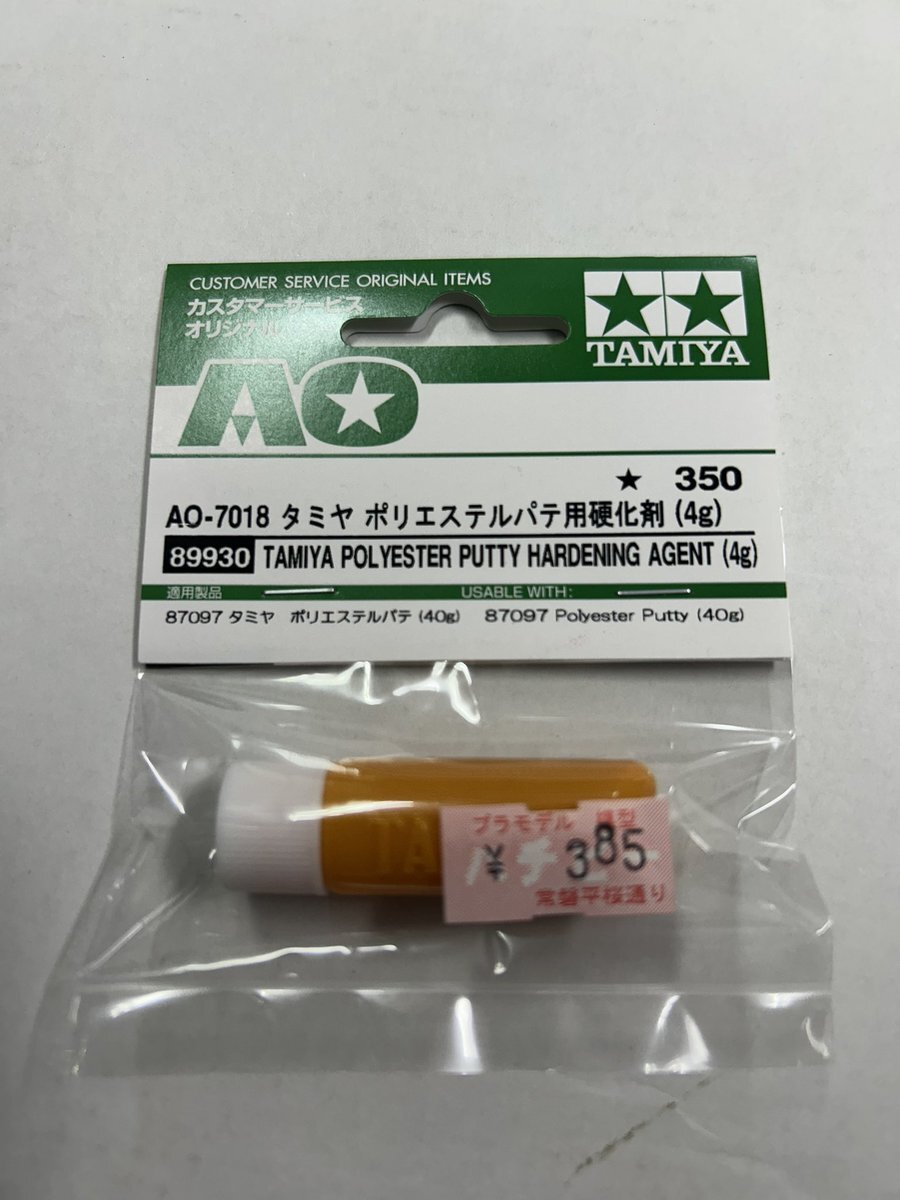 CUSTOMER SERVICE ORIGINAL ITEMS
カスタマーサービス
オリジナル
TAMIYA
AO
★ 350
AO-7018 タミヤ ポリエステルパテ用硬化剤 (4g)
89930 TAMIYA POLYESTER PUTTY HARDENING AGENT (4g)
適用製品 USABLE WITH:
87097 タミヤ ポリエステルパテ (40g) 87097 Polyester Putty (40g)
TA
プラモデル 模型
¥385
常盤平桜通り